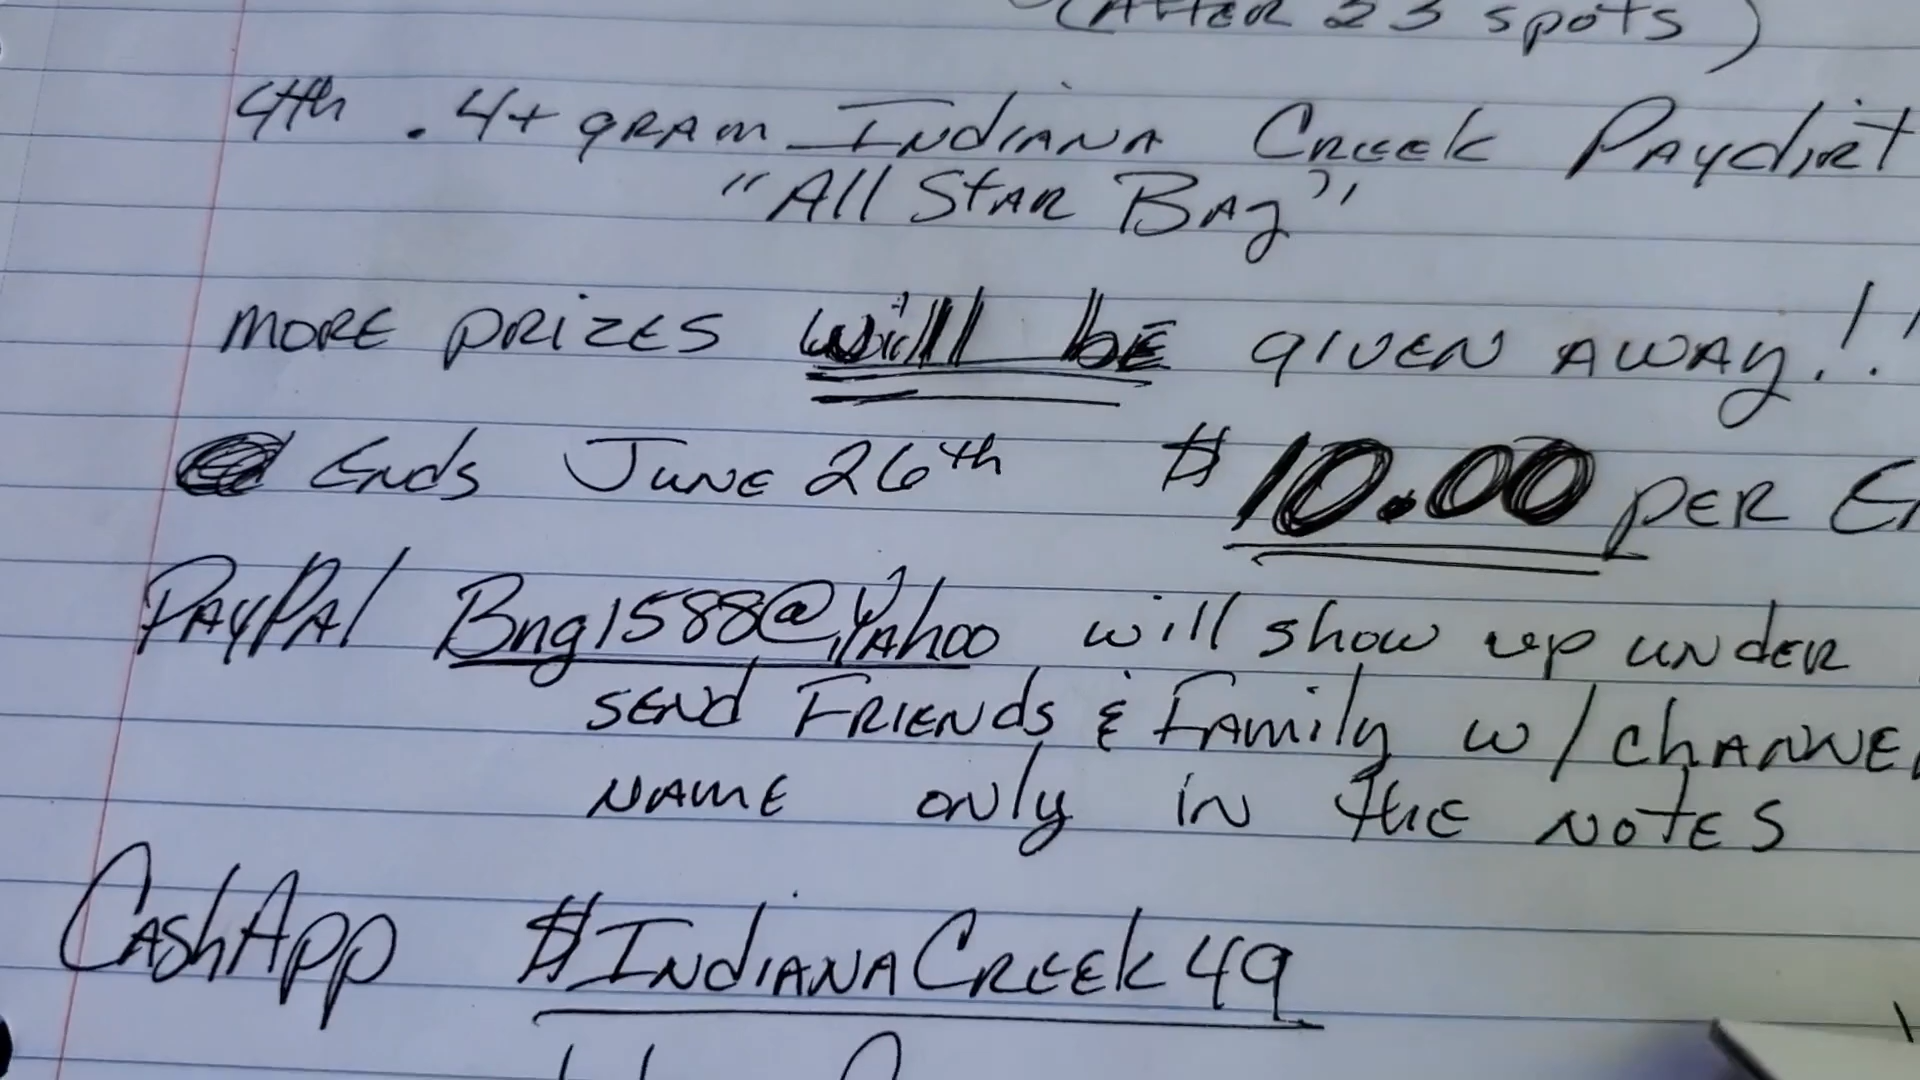 (After 23 spots)
4th .4+ gram Indiana Creek Paydirt
"All Star Bag"
more prizes will be given away!!
Ends June 26th $10.00 per
PayPal Bng1588@Yahoo will show up under
send Friends & Family w/channel
name only in the notes
CashApp $IndianaCreek49